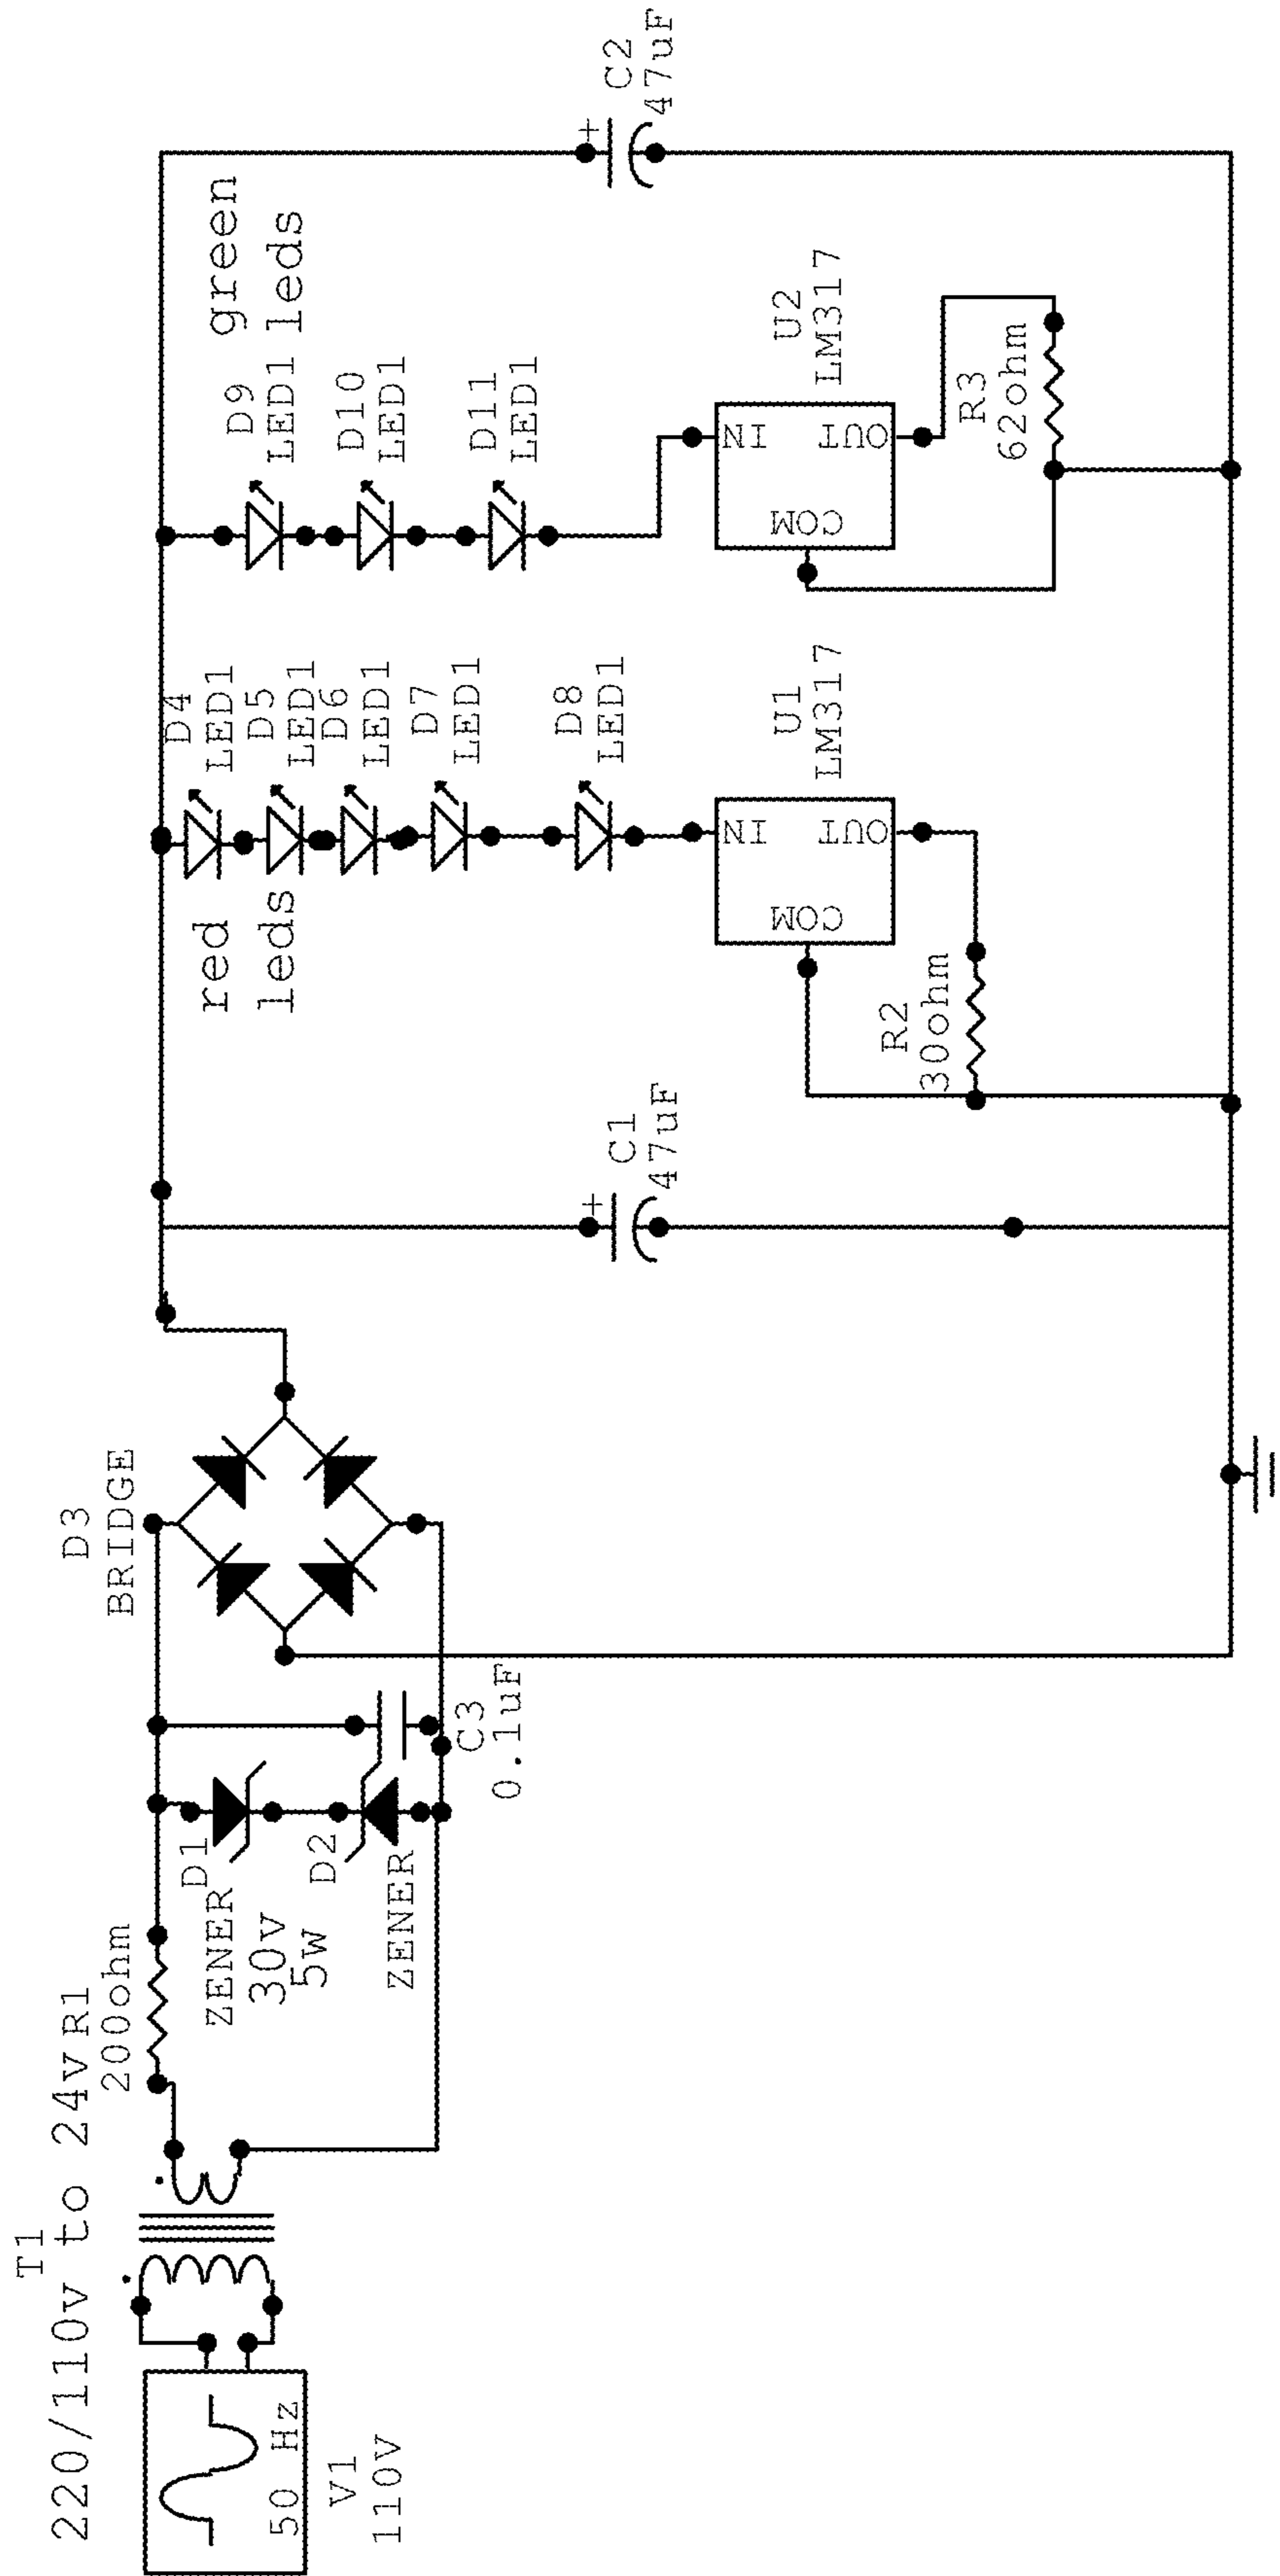 T1
220/110v to 24v
50 Hz
V1
110V
R1
200ohm
D1
ZENER
30v
5w
D2
ZENER
C3
0.1uF
D3
BRIDGE
C1
47uF
red
leds
D4
LED1
D5
LED1
D6
LED1
D7
LED1
D8
LED1
IN
COM
OUT
U1
LM317
R2
30ohm
green
leds
D9
LED1
D10
LED1
D11
LED1
IN
COM
OUT
U2
LM317
R3
62ohm
+
C2
47uF
+